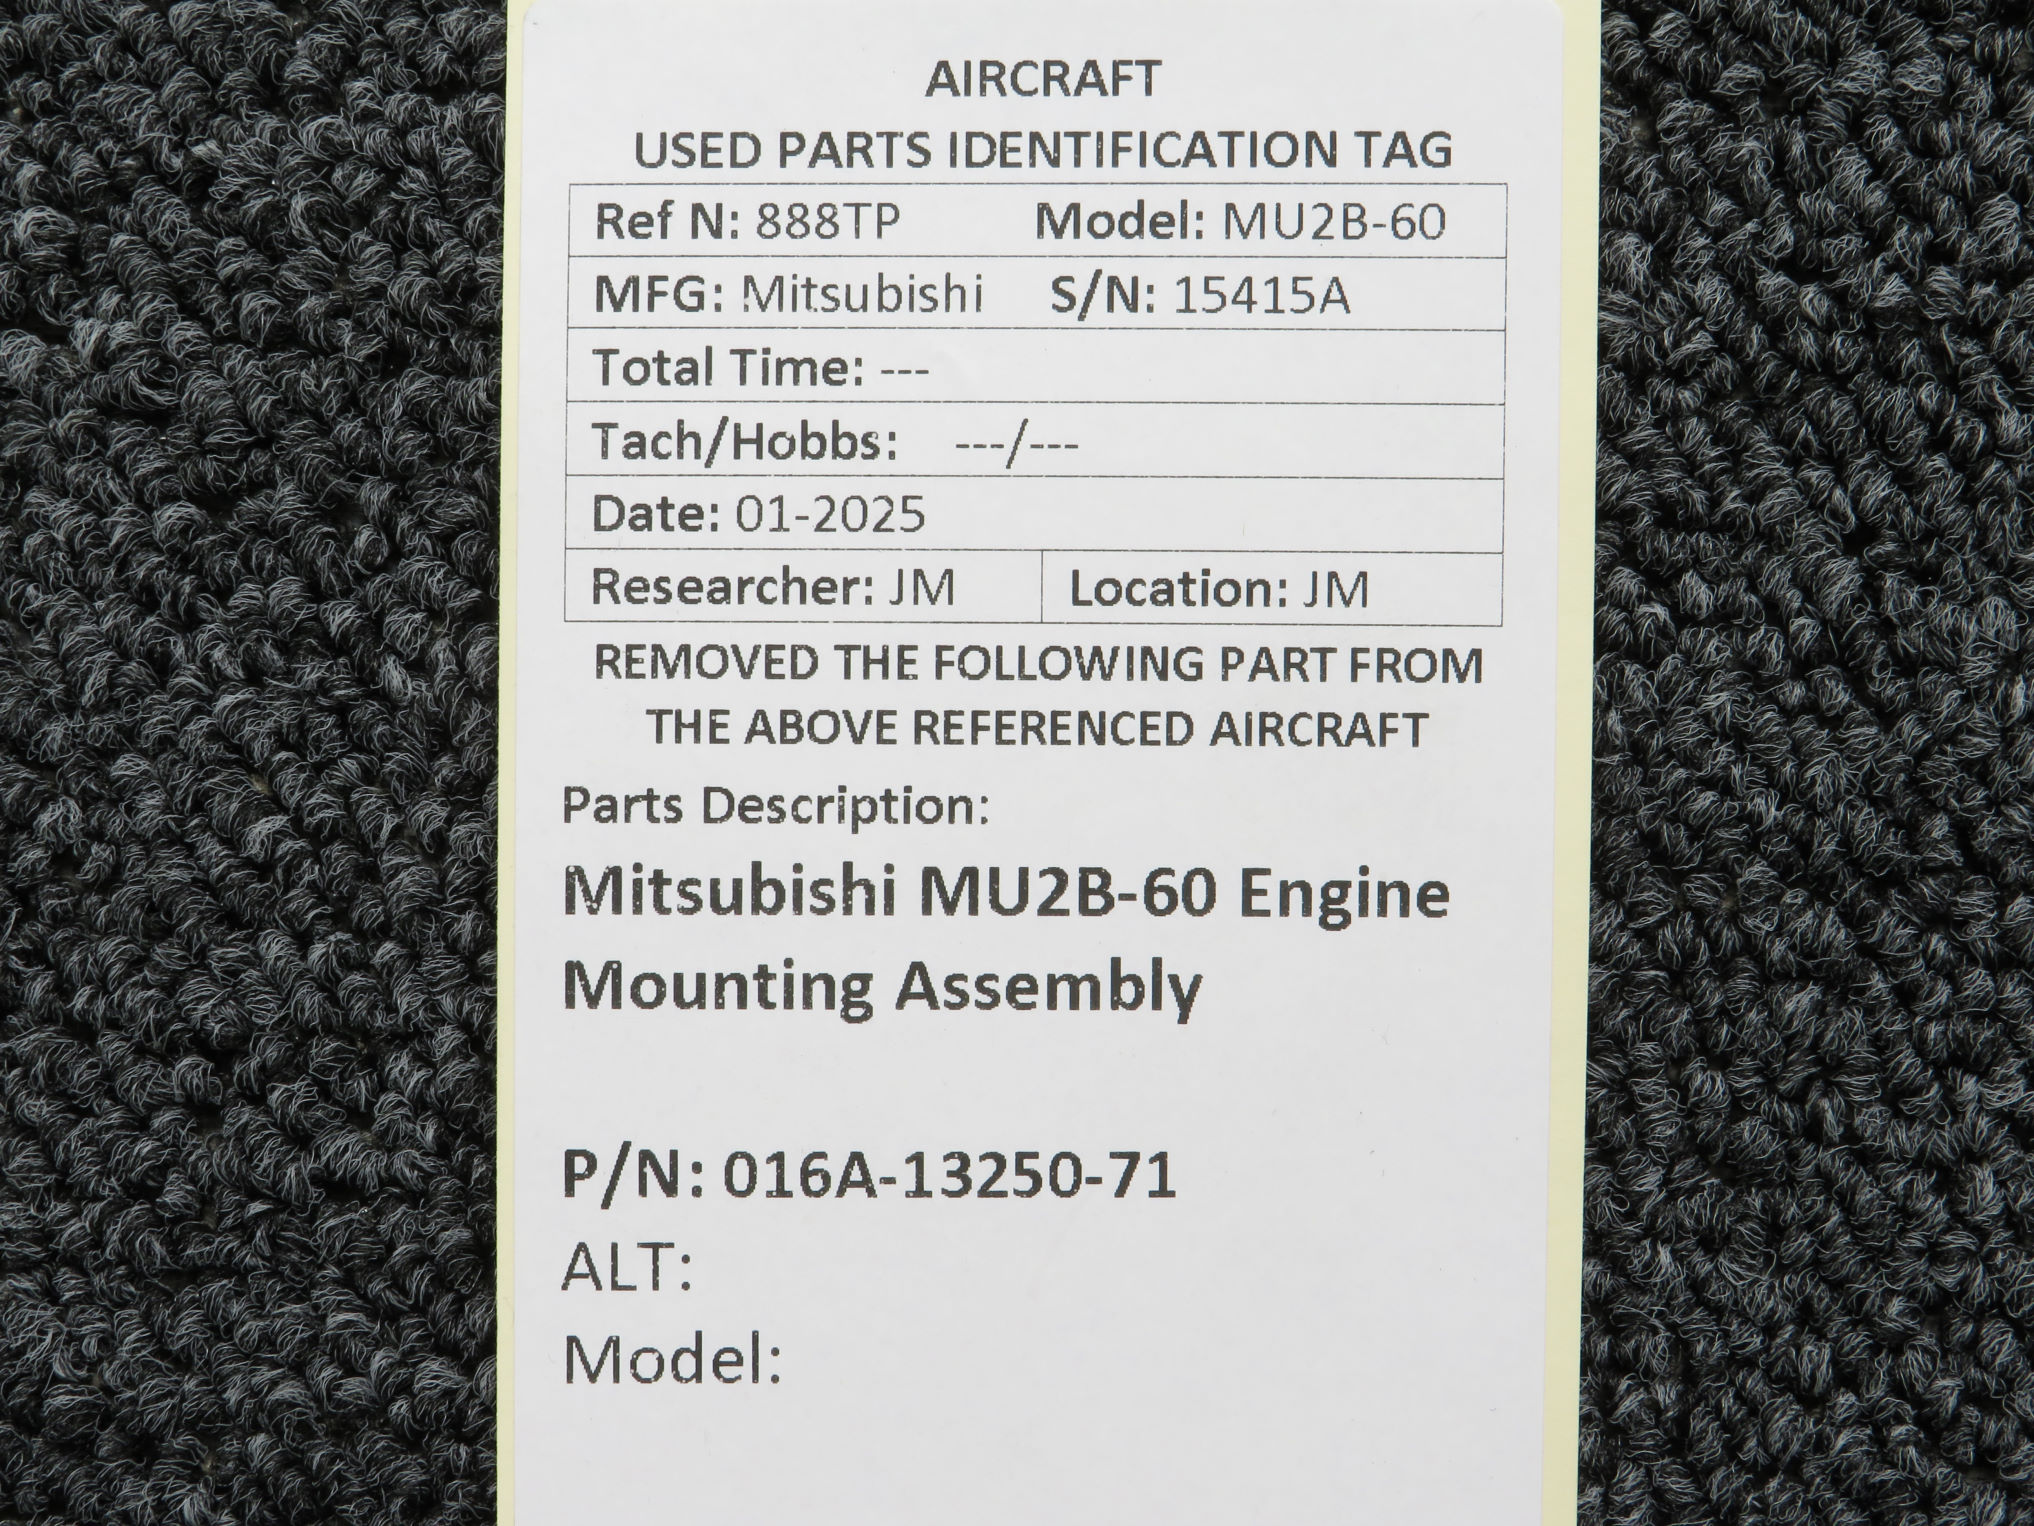 AIRCRAFT
USED PARTS IDENTIFICATION TAG
Ref N: 888TP Model: MU2B-60
MFG: Mitsubishi S/N: 15415A
Total Time: ---
Tach/Hobbs: ---/---
Date: 01-2025
Researcher: JM Location: JM
REMOVED THE FOLLOWING PART FROM
THE ABOVE REFERENCED AIRCRAFT
Parts Description:
Mitsubishi MU2B-60 Engine
Mounting Assembly
P/N: 016A-13250-71
ALT:
Model: